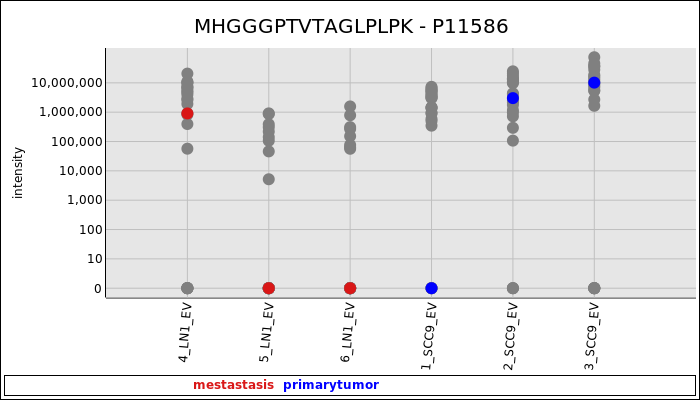 MHGGGPTVTAGLPLPK - P11586
intensity
10,000,000
1,000,000
100,000
10,000
1,000
100
10
0
4_LN1_EV
5_LN1_EV
6_LN1_EV
1_SCC9_EV
2_SCC9_EV
3_SCC9_EV
mestastasis primarytumor